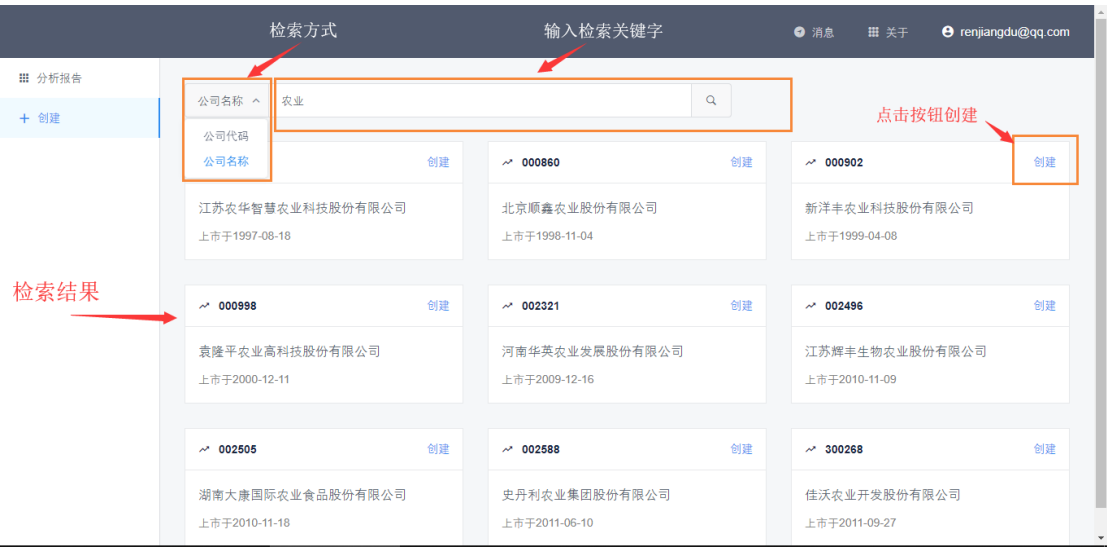 检索方式
输入检索关键字
消息
关于
renjiangdu@qq.com
分析报告
创建
公司名称
农业
点击按钮创建
公司代码
公司名称
创建
000860
创建
000902
创建
江苏农华智慧农业科技股份有限公司
北京顺鑫农业股份有限公司
新洋丰农业科技股份有限公司
上市于1997-08-18
上市于1998-11-04
上市于1999-04-08
检索结果
000998
创建
002321
创建
002496
创建
袁隆平农业高科技股份有限公司
河南华英农业发展股份有限公司
江苏辉丰生物农业股份有限公司
上市于2000-12-11
上市于2009-12-16
上市于2010-11-09
002505
创建
002588
创建
300268
创建
湖南大康国际农业食品股份有限公司
史丹利农业集团股份有限公司
佳沃农业开发股份有限公司
上市于2010-11-18
上市于2011-06-10
上市于2011-09-27